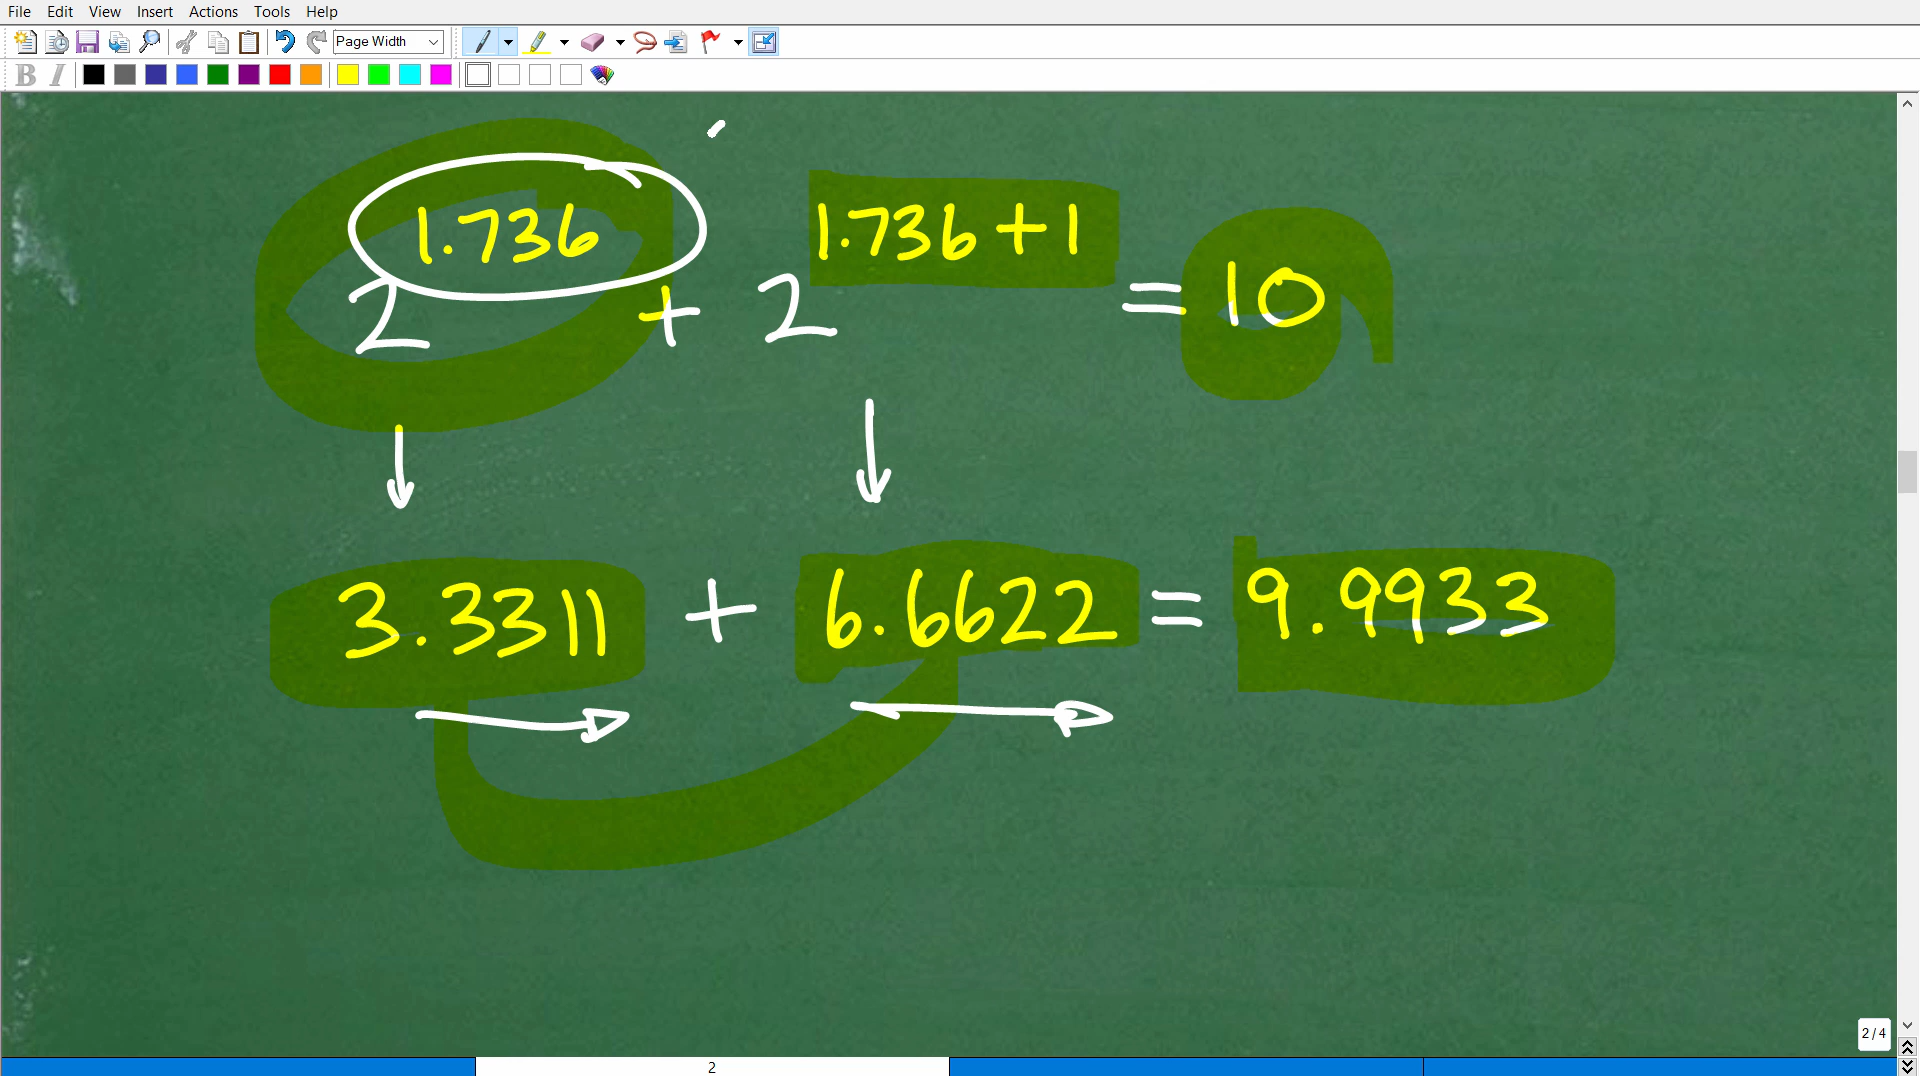 File Edit View Insert Actions Tools Help
Page Width
B I
2^1.736 + 2^1.736+1 = 10
3.3311 + 6.6622 = 9.9933
2 / 4
2